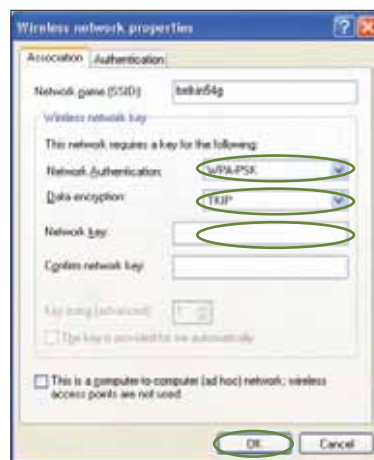 Wireless network properties
Association Authentication
Network name (SSID): belkin54g
Wireless network key
This network requires a key for the following:
Network Authentication: WPA-PSK
Data encryption: TKIP
Network key:
Confirm network key:
Key index (advanced): 1
The key is provided for me automatically
This is a computer-to-computer (ad hoc) network; wireless
access points are not used
OK Cancel